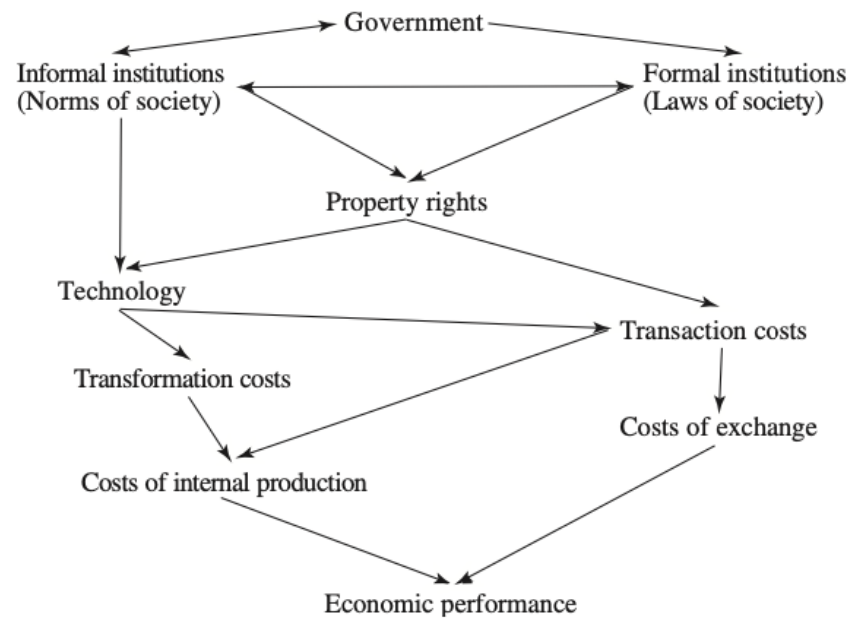 Government
Informal institutions
(Norms of society)
Formal institutions
(Laws of society)
Property rights
Technology
Transaction costs
Transformation costs
Costs of exchange
Costs of internal production
Economic performance